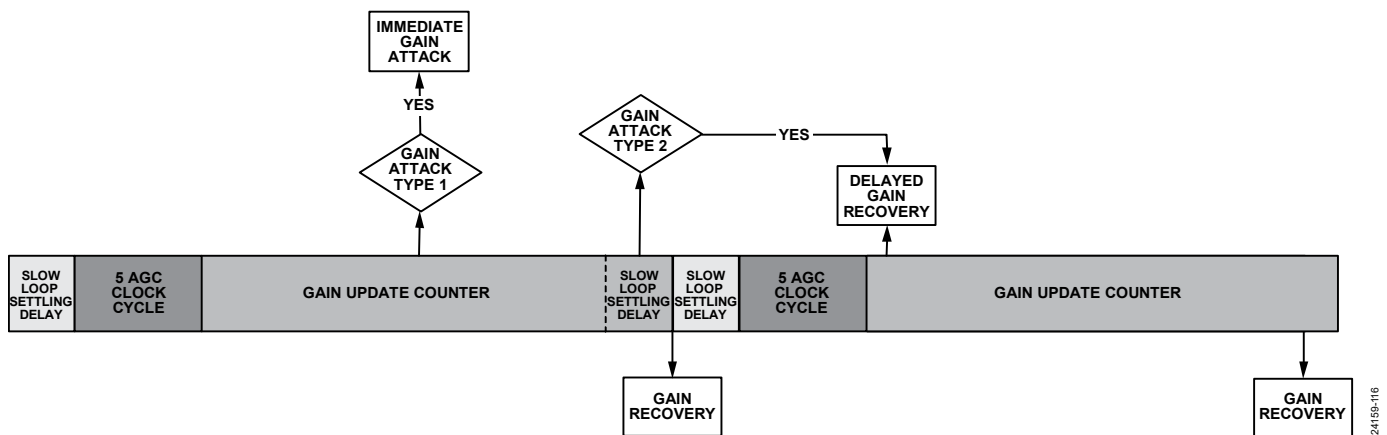 IMMEDIATE
GAIN
ATTACK
YES
GAIN
ATTACK
TYPE 1
GAIN
ATTACK
TYPE 2
YES
DELAYED
GAIN
RECOVERY
SLOW
LOOP
SETTLING
DELAY
5 AGC
CLOCK
CYCLE
GAIN UPDATE COUNTER
SLOW
LOOP
SETTLING
DELAY
SLOW
LOOP
SETTLING
DELAY
5 AGC
CLOCK
CYCLE
GAIN UPDATE COUNTER
GAIN
RECOVERY
GAIN
RECOVERY
24159-116